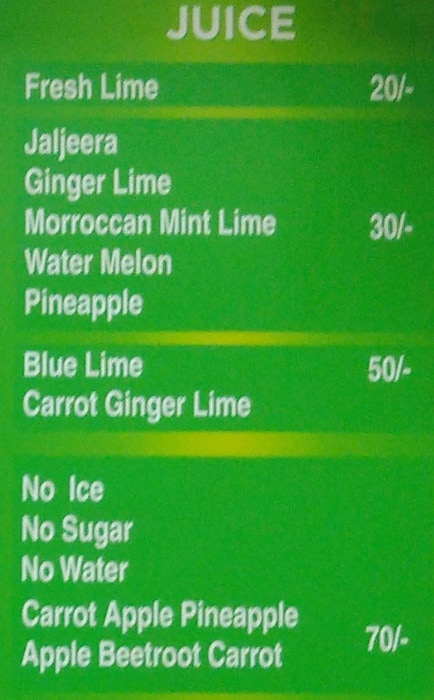 JUICE
Fresh Lime 20/-
Jaljeera
Ginger Lime
Morroccan Mint Lime 30/-
Water Melon
Pineapple
Blue Lime 50/-
Carrot Ginger Lime
No Ice
No Sugar
No Water
Carrot Apple Pineapple
Apple Beetroot Carrot 70/-